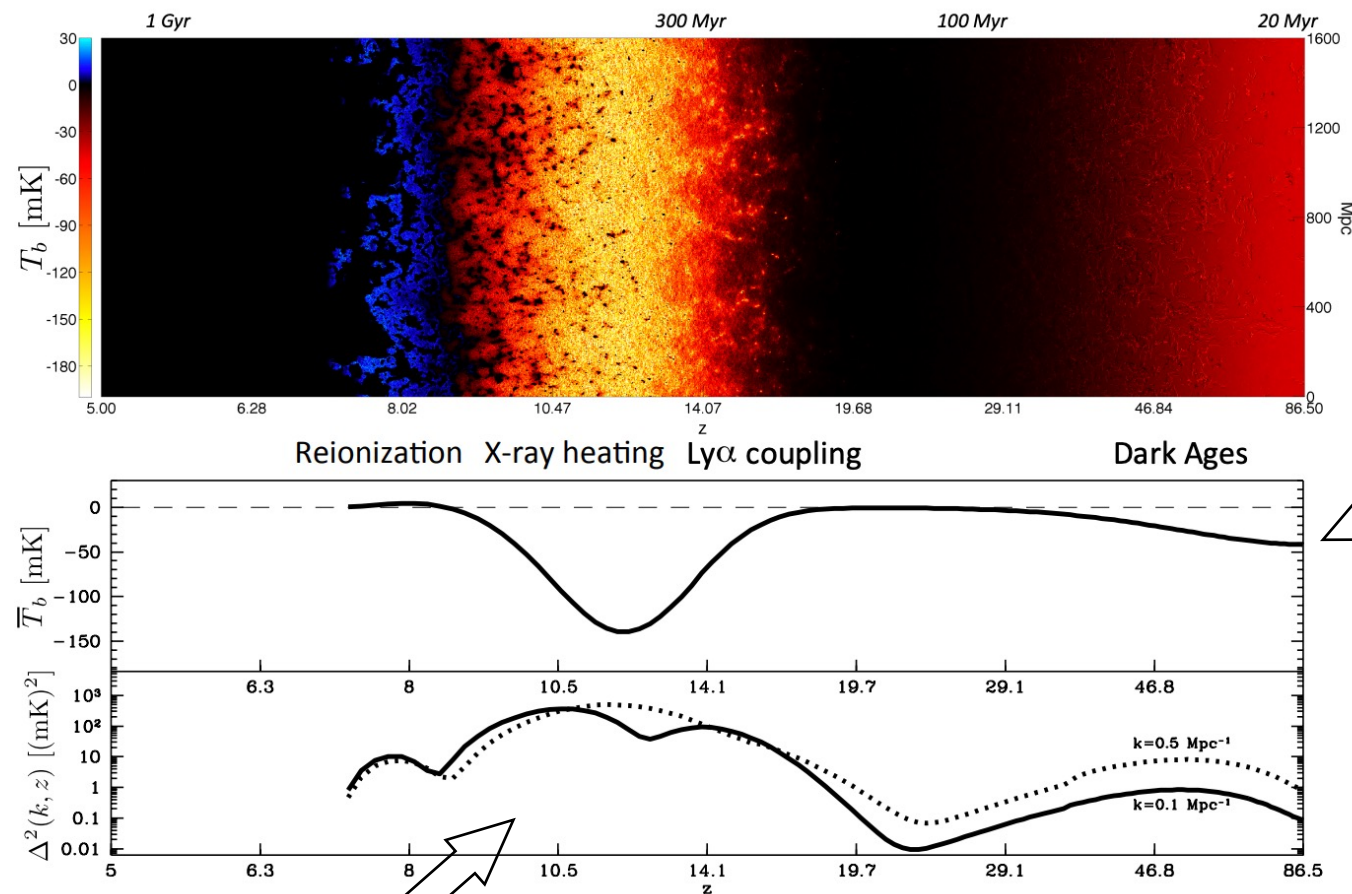 1 Gyr 300 Myr 100 Myr 20 Myr
T_b [mK]
30
0
-30
-60
-90
-120
-150
-180
1600
1200
800
400
0
Mpc
5.00 6.28 8.02 10.47 14.07 19.68 29.11 46.84 86.50
z
Reionization X-ray heating Lyα coupling Dark Ages
T̅_b [mK]
0
−50
−100
−150
6.3 8 10.5 14.1 19.7 29.1 46.8
Δ²(k, z) [(mK)²]
10³
10²
10
1
0.1
0.01
k=0.5 Mpc⁻¹
k=0.1 Mpc⁻¹
5 6.3 8 10.5 14.1 19.7 29.1 46.8 86.5
z